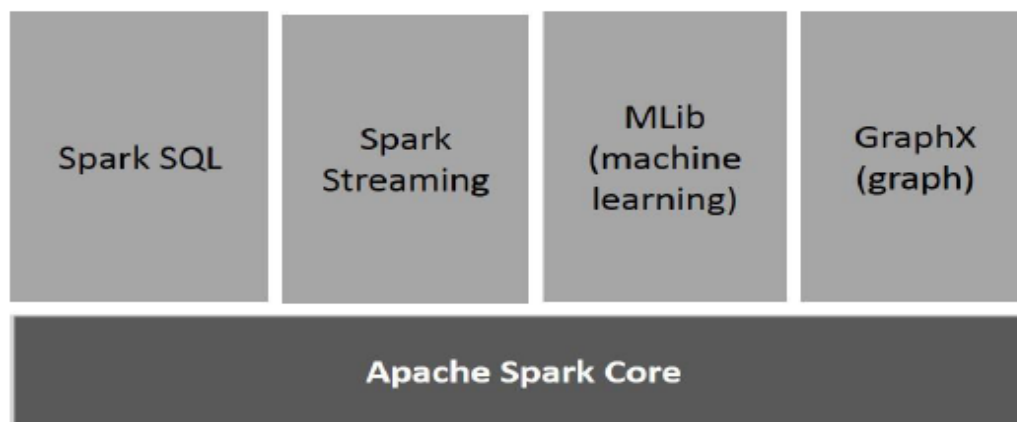 Spark SQL
Spark
Streaming
MLib
(machine
learning)
GraphX
(graph)
Apache Spark Core